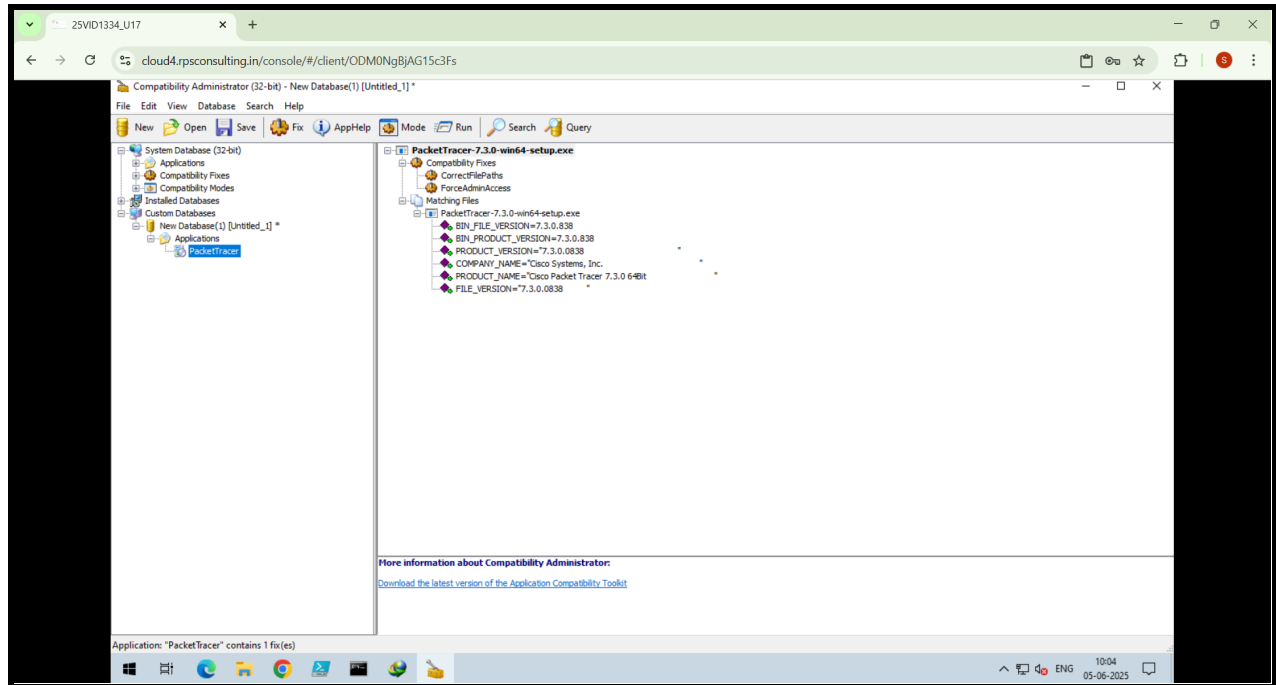 25VID1334_U17
cloud4.rpsconsulting.in/console/#/client/ODM0NgBjAG15c3Fs
S
Compatibility Administrator (32-bit) - New Database(1) [Untitled_1] *
File Edit View Database Search Help
New Open Save Fix AppHelp Mode Run Search Query
System Database (32-bit)
Applications
Compatibility Fixes
Compatibility Modes
Installed Databases
Custom Databases
New Database(1) [Untitled_1] *
Applications
PacketTracer
PacketTracer-7.3.0-win64-setup.exe
Compatibility Fixes
CorrectFilePaths
ForceAdminAccess
Matching Files
PacketTracer-7.3.0-win64-setup.exe
BIN_FILE_VERSION=7.3.0.838
BIN_PRODUCT_VERSION=7.3.0.838
PRODUCT_VERSION="7.3.0.0838 "
COMPANY_NAME="Cisco Systems, Inc. "
PRODUCT_NAME="Cisco Packet Tracer 7.3.0 64Bit "
FILE_VERSION="7.3.0.0838 "
More information about Compatibility Administrator:
Download the latest version of the Application Compatibility Toolkit
Application: "PacketTracer" contains 1 fix(es)
ENG
10:04
05-06-2025